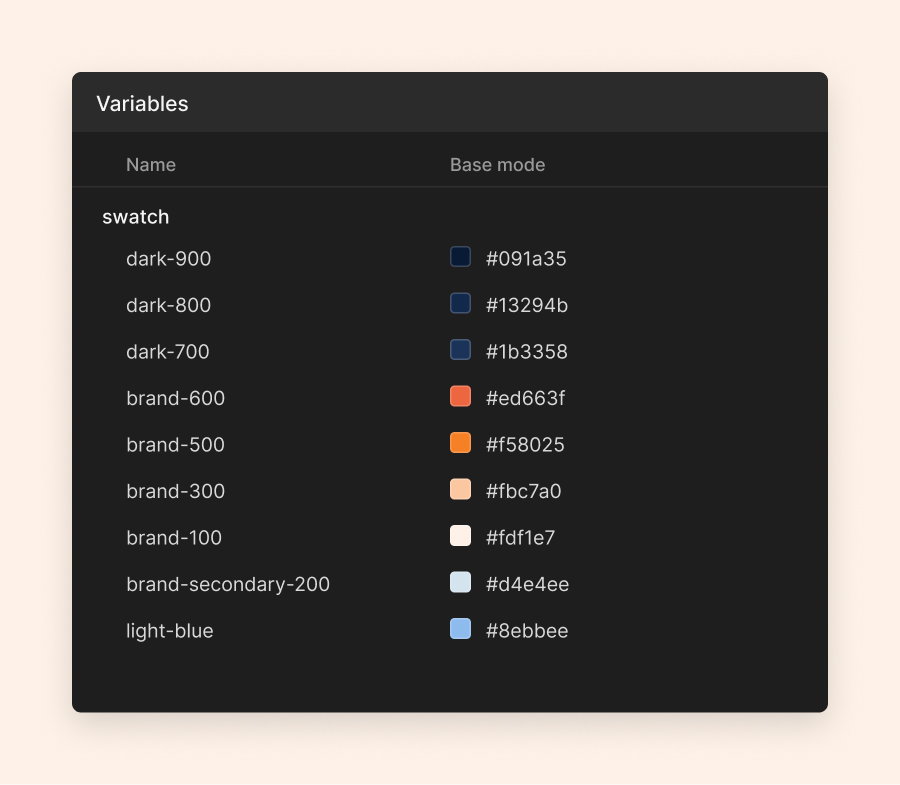 Variables
Name Base mode
swatch
dark-900 #091a35
dark-800 #13294b
dark-700 #1b3358
brand-600 #ed663f
brand-500 #f58025
brand-300 #fbc7a0
brand-100 #fdf1e7
brand-secondary-200 #d4e4ee
light-blue #8ebbee